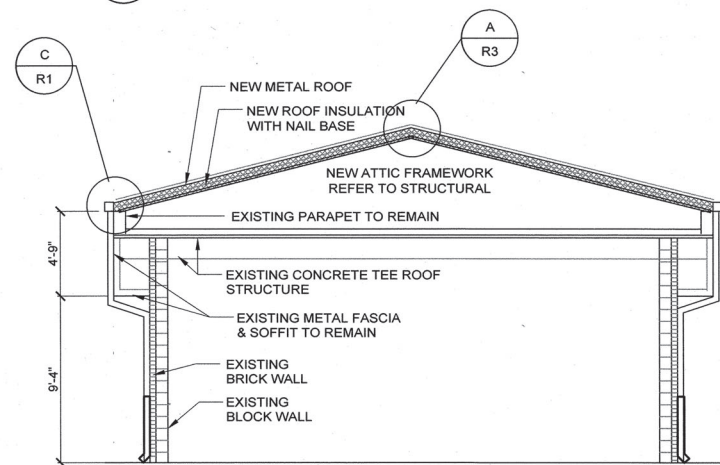 A
R3
C
R1
NEW METAL ROOF
NEW ROOF INSULATION
WITH NAIL BASE
NEW ATTIC FRAMEWORK
REFER TO STRUCTURAL
EXISTING PARAPET TO REMAIN
4'-9"
EXISTING CONCRETE TEE ROOF
STRUCTURE
EXISTING METAL FASCIA
& SOFFIT TO REMAIN
EXISTING
BRICK WALL
9'-4"
EXISTING
BLOCK WALL